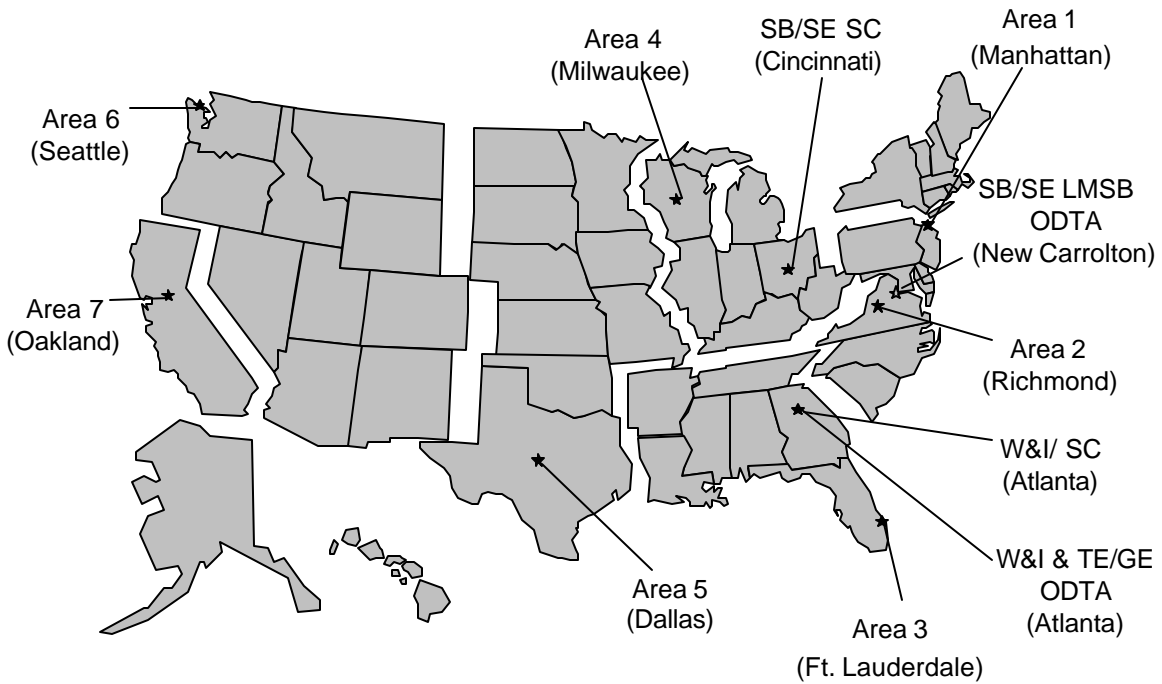 Area 1
(Manhattan)
SB/SE SC
(Cincinnati)
Area 4
(Milwaukee)
Area 6
(Seattle)
SB/SE LMSB
ODTA
(New Carrolton)
Area 7
(Oakland)
Area 2
(Richmond)
W&I/ SC
(Atlanta)
W&I & TE/GE
ODTA
(Atlanta)
Area 5
(Dallas)
Area 3
(Ft. Lauderdale)